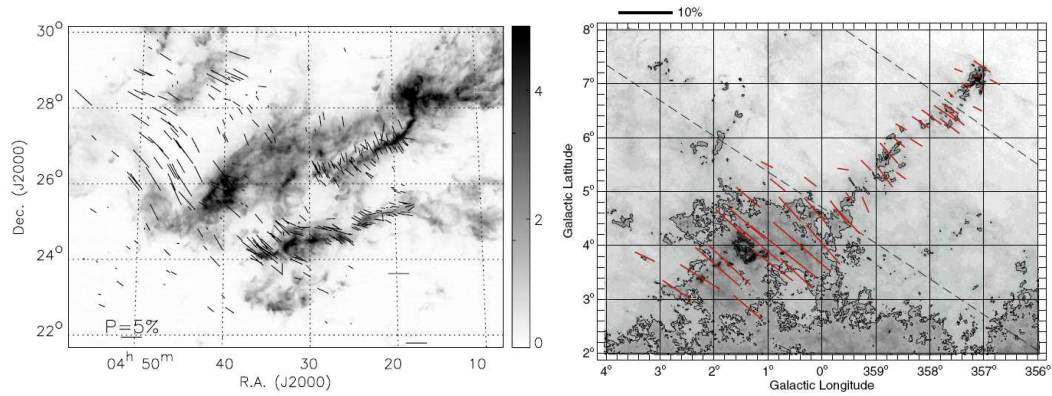 30°
28°
26°
24°
22°
Dec. (J2000)
P=5%
04ʰ 50ᵐ 40 30 20 10
R.A. (J2000)
4
2
0
10%
8°
7°
6°
5°
4°
3°
2°
Galactic Latitude
4° 3° 2° 1° 0° 359° 358° 357° 356°
Galactic Longitude